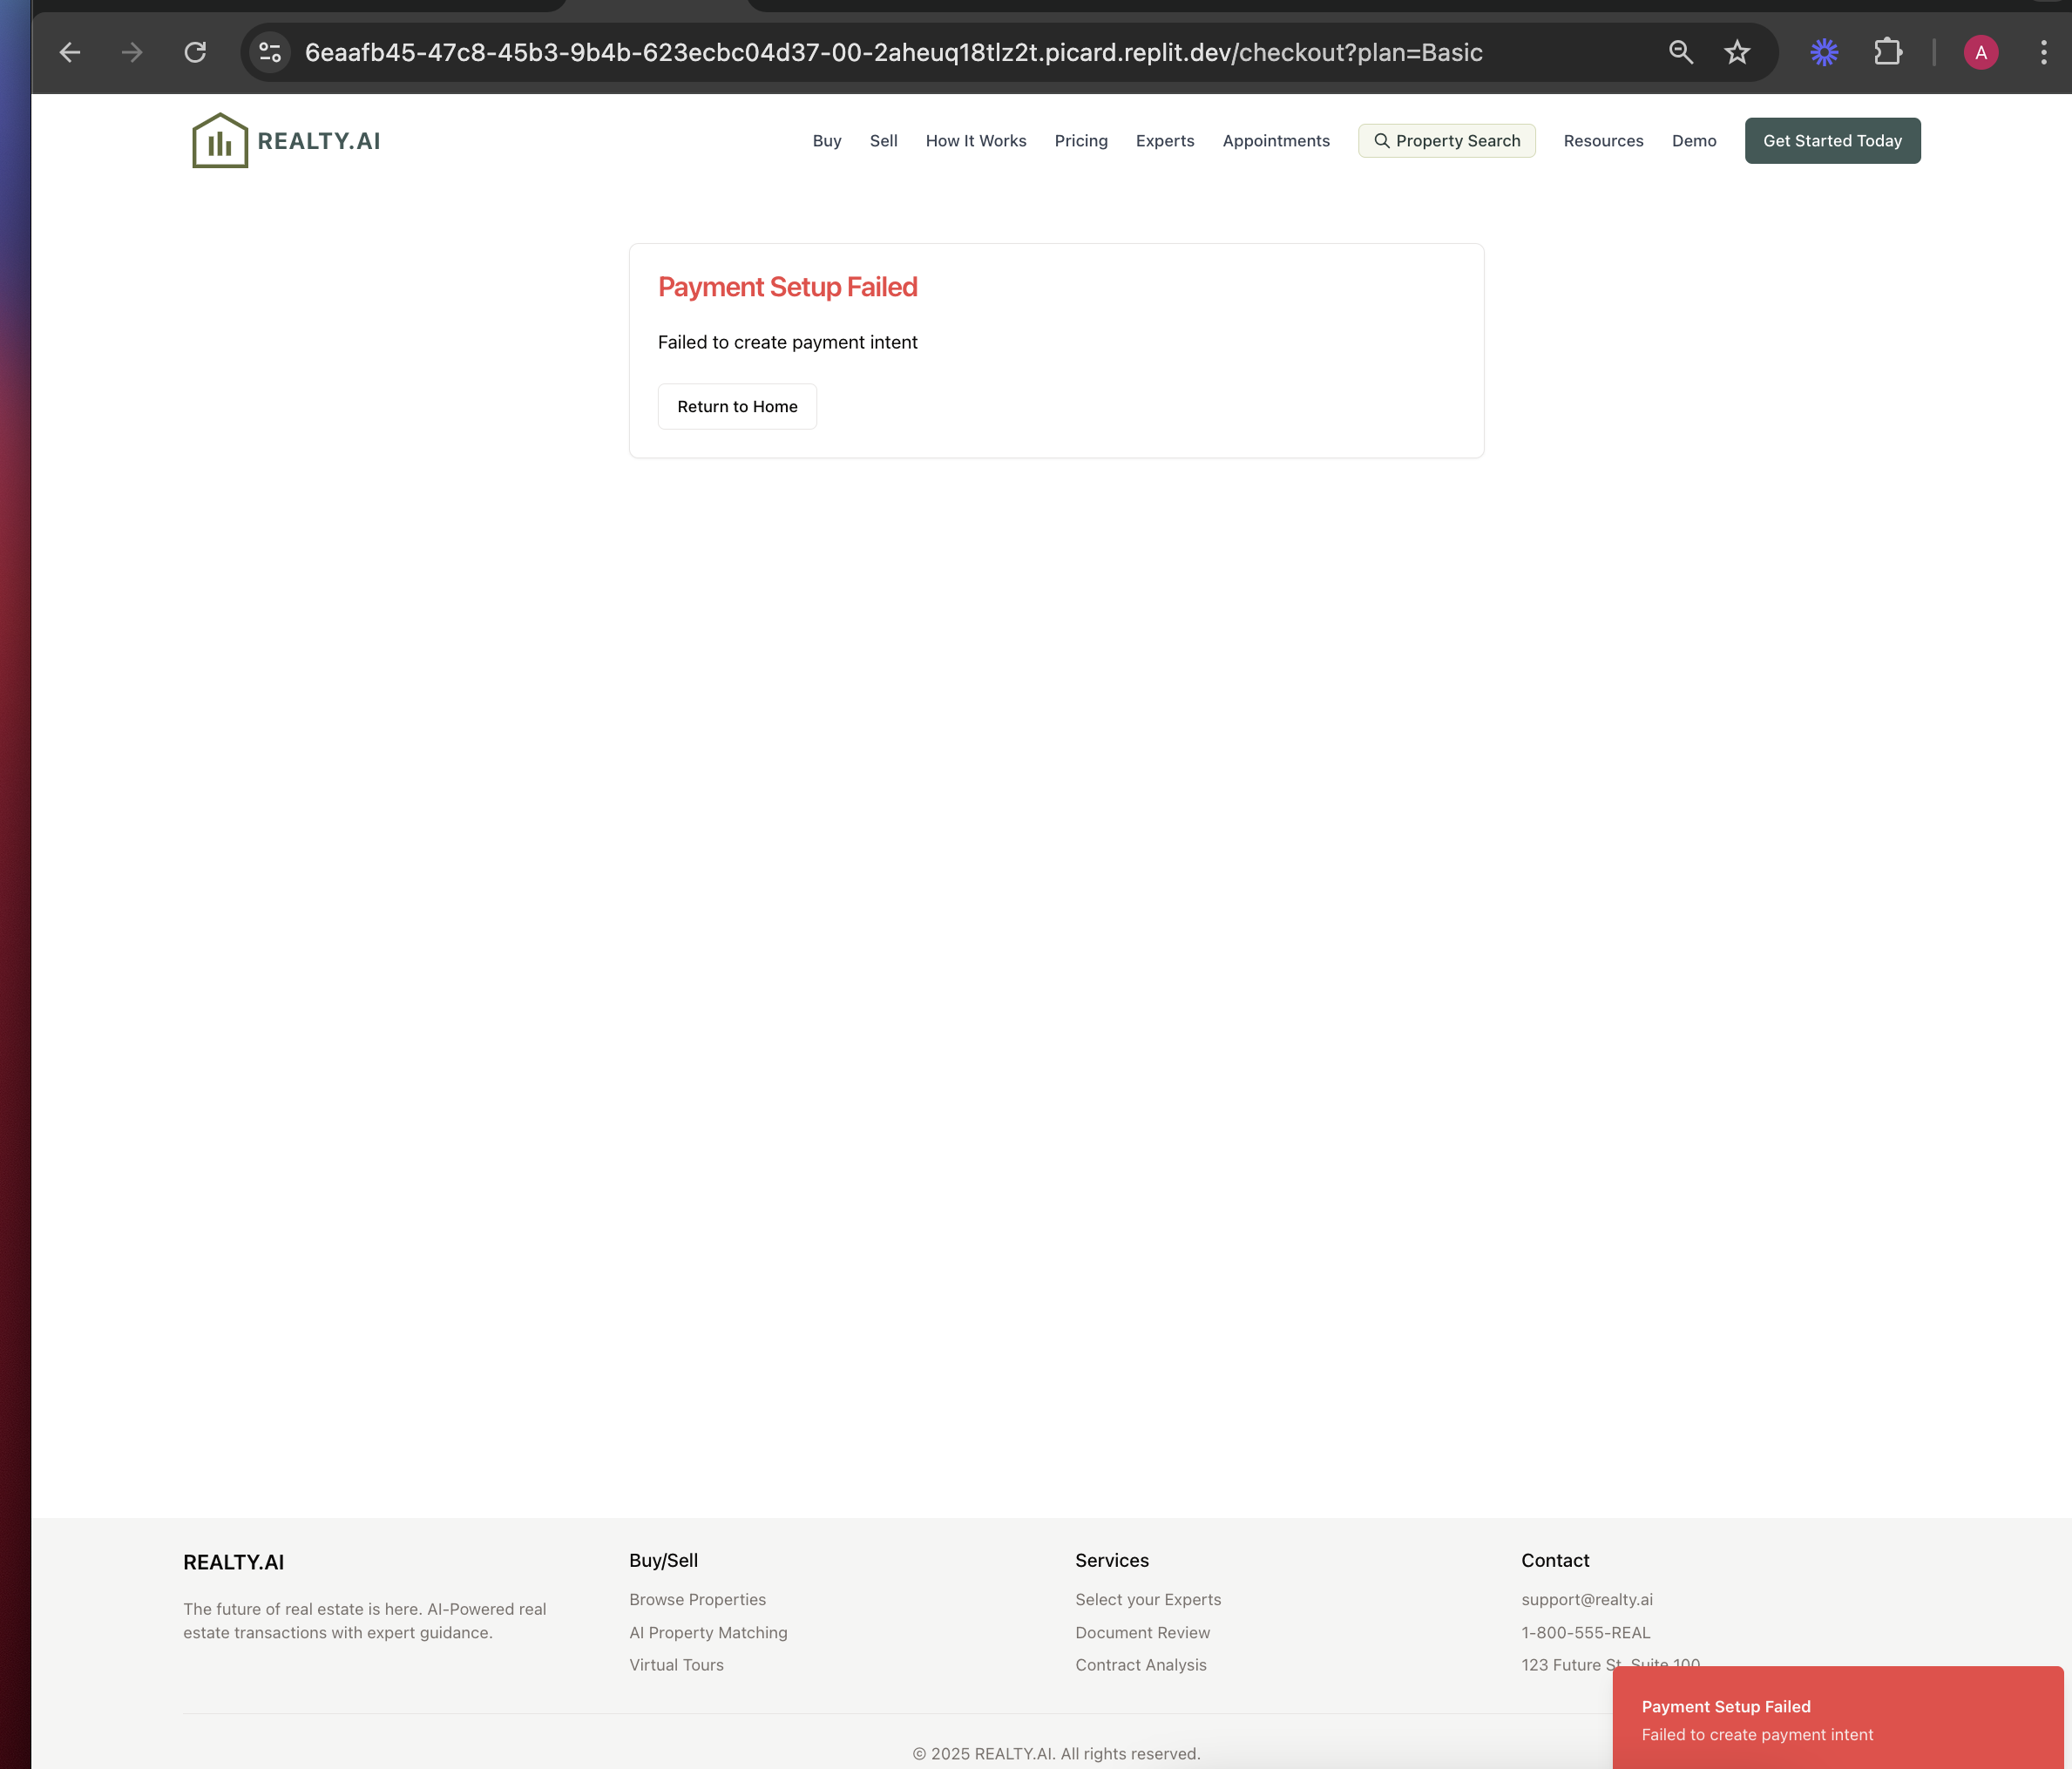 6eaafb45-47c8-45b3-9b4b-623ecbc04d37-00-2aheuq18tlz2t.picard.replit.dev/checkout?plan=Basic
A
REALTY.AI
Buy
Sell
How It Works
Pricing
Experts
Appointments
Property Search
Resources
Demo
Get Started Today
Payment Setup Failed
Failed to create payment intent
Return to Home
REALTY.AI
The future of real estate is here. AI-Powered real
estate transactions with expert guidance.
Buy/Sell
Browse Properties
AI Property Matching
Virtual Tours
Services
Select your Experts
Document Review
Contract Analysis
Contact
support@realty.ai
1-800-555-REAL
123 Future St, Suite 100
© 2025 REALTY.AI. All rights reserved.
Payment Setup Failed
Failed to create payment intent